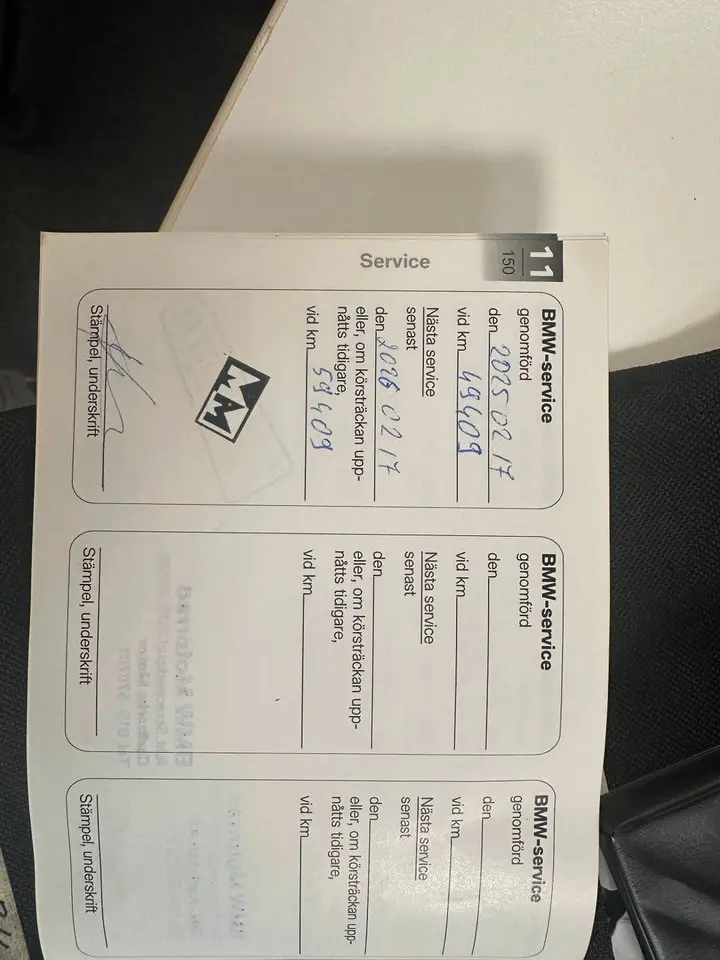 11
150
Service
BMW-service
genomförd
den 2025 02 17
vid km 49409
Nästa service
senast
den 2026 02 17
eller, om körsträckan upp-
nåtts tidigare,
vid km 59409
Stämpel, underskrift
BMW-service
genomförd
den
vid km
Nästa service
senast
den
eller, om körsträckan upp-
nåtts tidigare,
vid km
Stämpel, underskrift
BMW-service
genomförd
den
vid km
Nästa service
senast
den
eller, om körsträckan upp-
nåtts tidigare,
vid km
Stämpel, underskrift